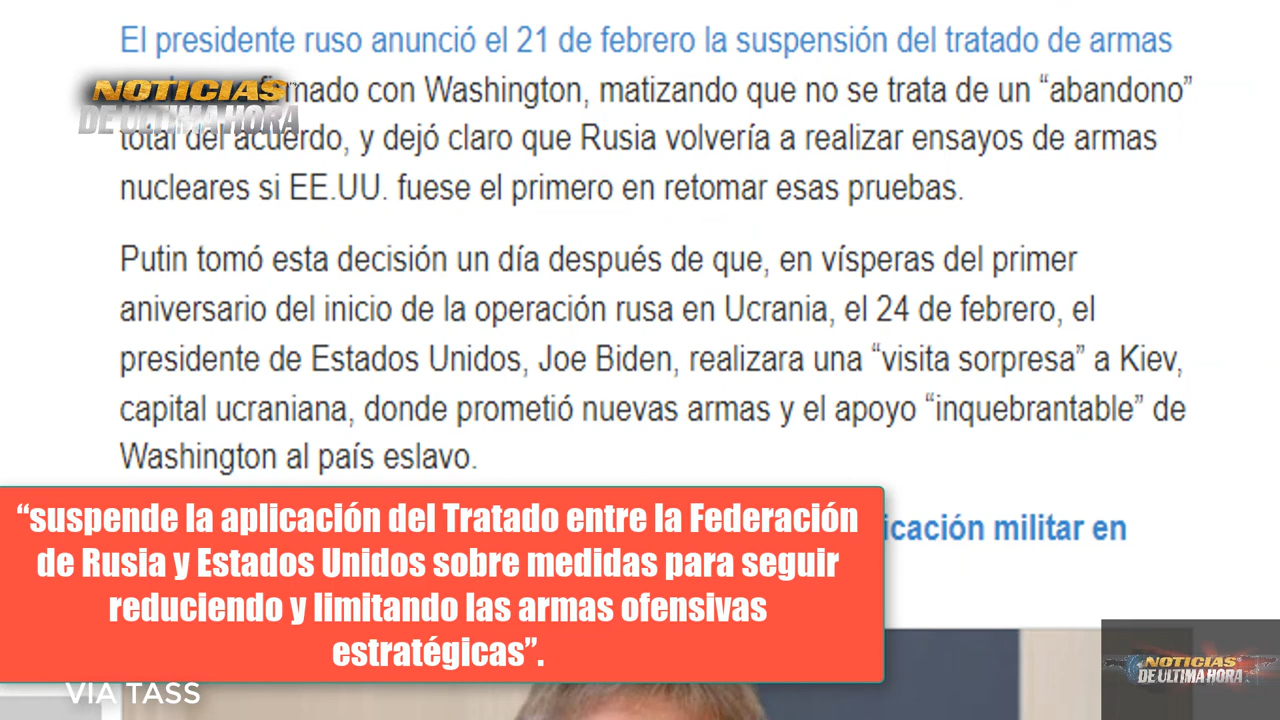 El presidente ruso anunció el 21 de febrero la suspensión del tratado de armas
NOTICIAS
DE ULTIMA HORA
con Washington, matizando que no se trata de un “abandono”
total del acuerdo, y dejó claro que Rusia volvería a realizar ensayos de armas
nucleares si EE.UU. fuese el primero en retomar esas pruebas.
Putin tomó esta decisión un día después de que, en vísperas del primer
aniversario del inicio de la operación rusa en Ucrania, el 24 de febrero, el
presidente de Estados Unidos, Joe Biden, realizara una “visita sorpresa” a Kiev,
capital ucraniana, donde prometió nuevas armas y el apoyo “inquebrantable” de
Washington al país eslavo.
“suspende la aplicación del Tratado entre la Federación
de Rusia y Estados Unidos sobre medidas para seguir
reduciendo y limitando las armas ofensivas
estratégicas”.
militar en
VIA TASS
NOTICIAS
DE ULTIMA HORA